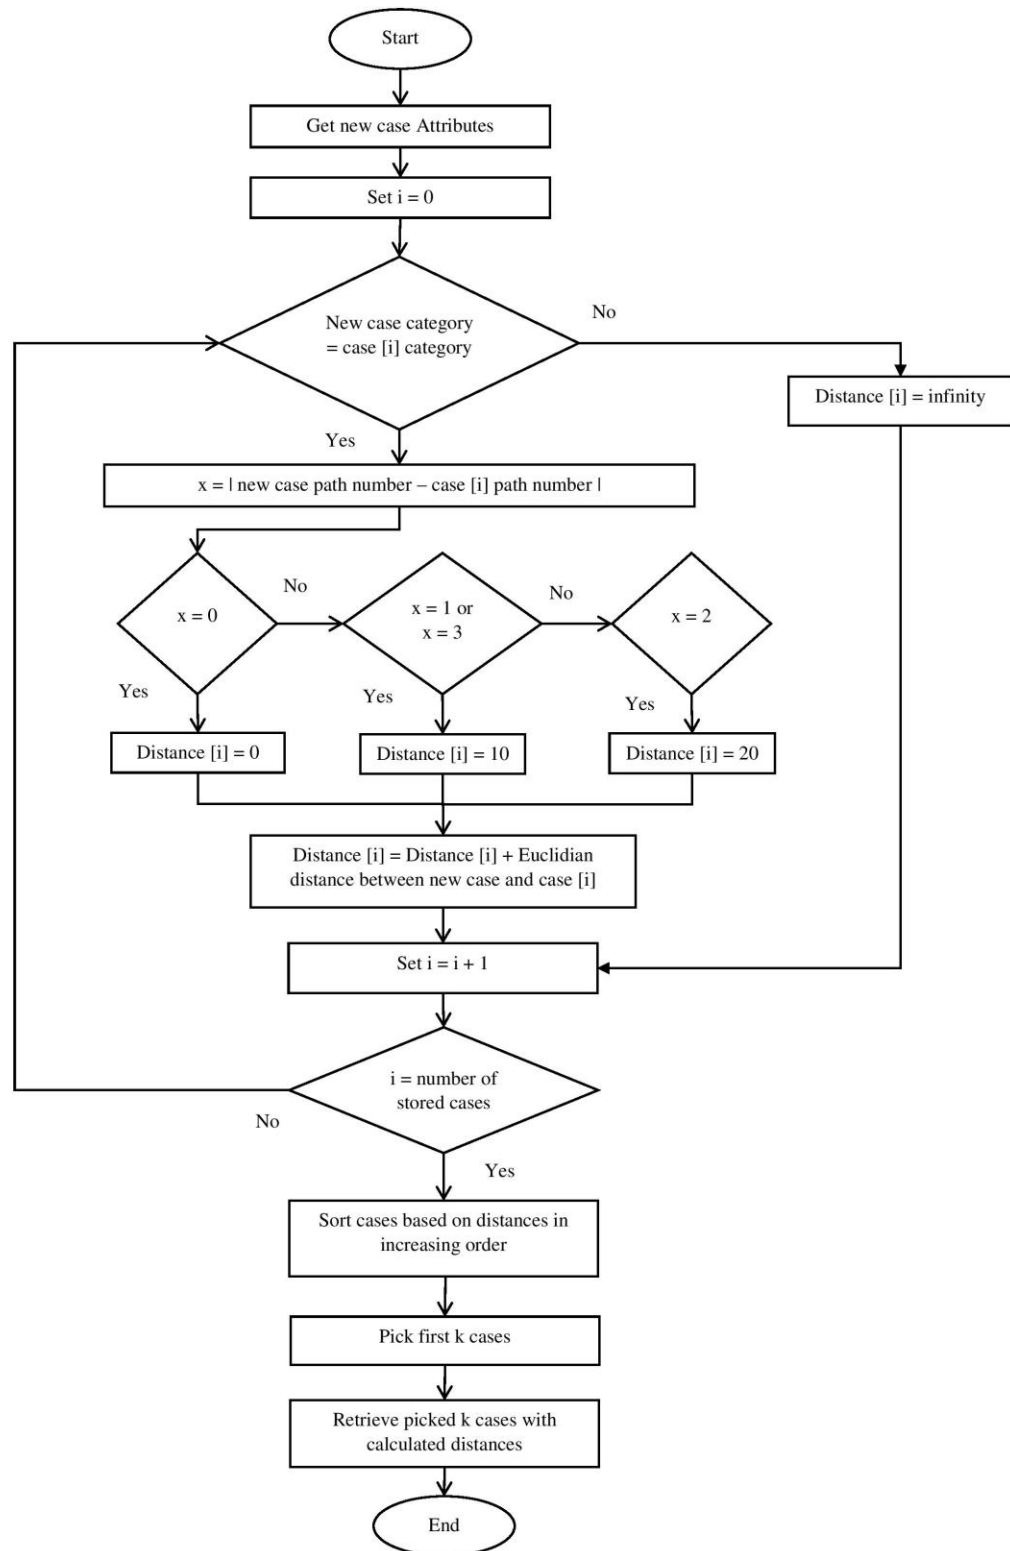 Start
Get new case Attributes
Set i = 0
New case category
= case [i] category
No
Distance [i] = infinity
Yes
x = | new case path number – case [i] path number |
x = 0
No
x = 1 or
x = 3
No
x = 2
Yes
Yes
Yes
Distance [i] = 0
Distance [i] = 10
Distance [i] = 20
Distance [i] = Distance [i] + Euclidian
distance between new case and case [i]
Set i = i + 1
i = number of
stored cases
No
Yes
Sort cases based on distances in
increasing order
Pick first k cases
Retrieve picked k cases with
calculated distances
End